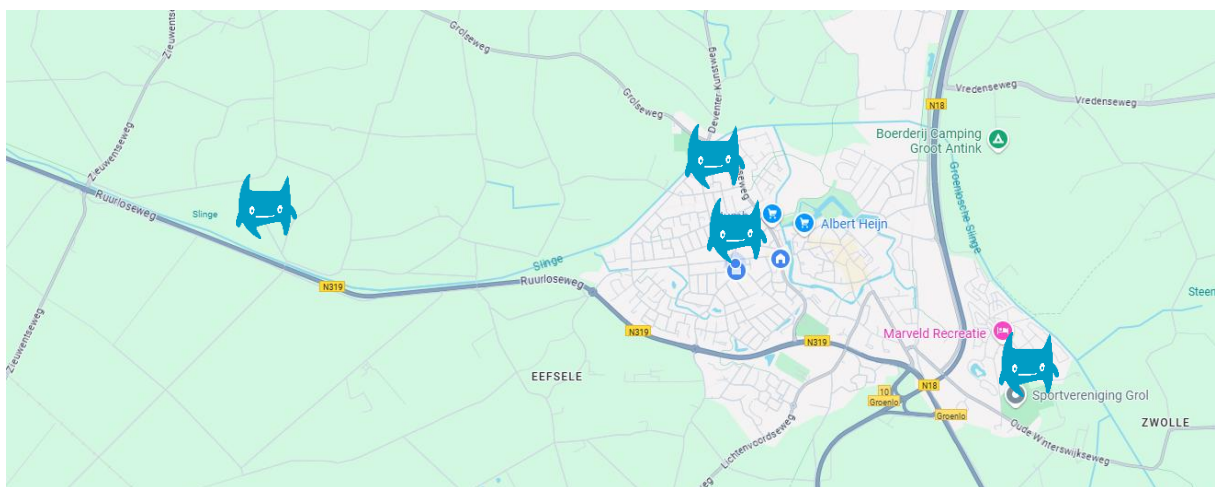 Zieuwentseweg
Grolseweg
Grolseweg
Deventer Kunstweg
N18
Vredenseweg
Vredenseweg
Boerderij Camping
Groot Antink
Zieuwentseweg
Ruurloseweg
Slinge
Albert Heijn
Groenlosche Slinge
Slinge
Ruurloseweg
N319
N319
N319
Marveld Recreatie
Zieuwentseweg
EEFSELE
N18
10
Groenlo
Groenlo
Sportvereniging Grol
ZWOLLE
Lichtenvoordseweg
Oude Winterswijkseweg